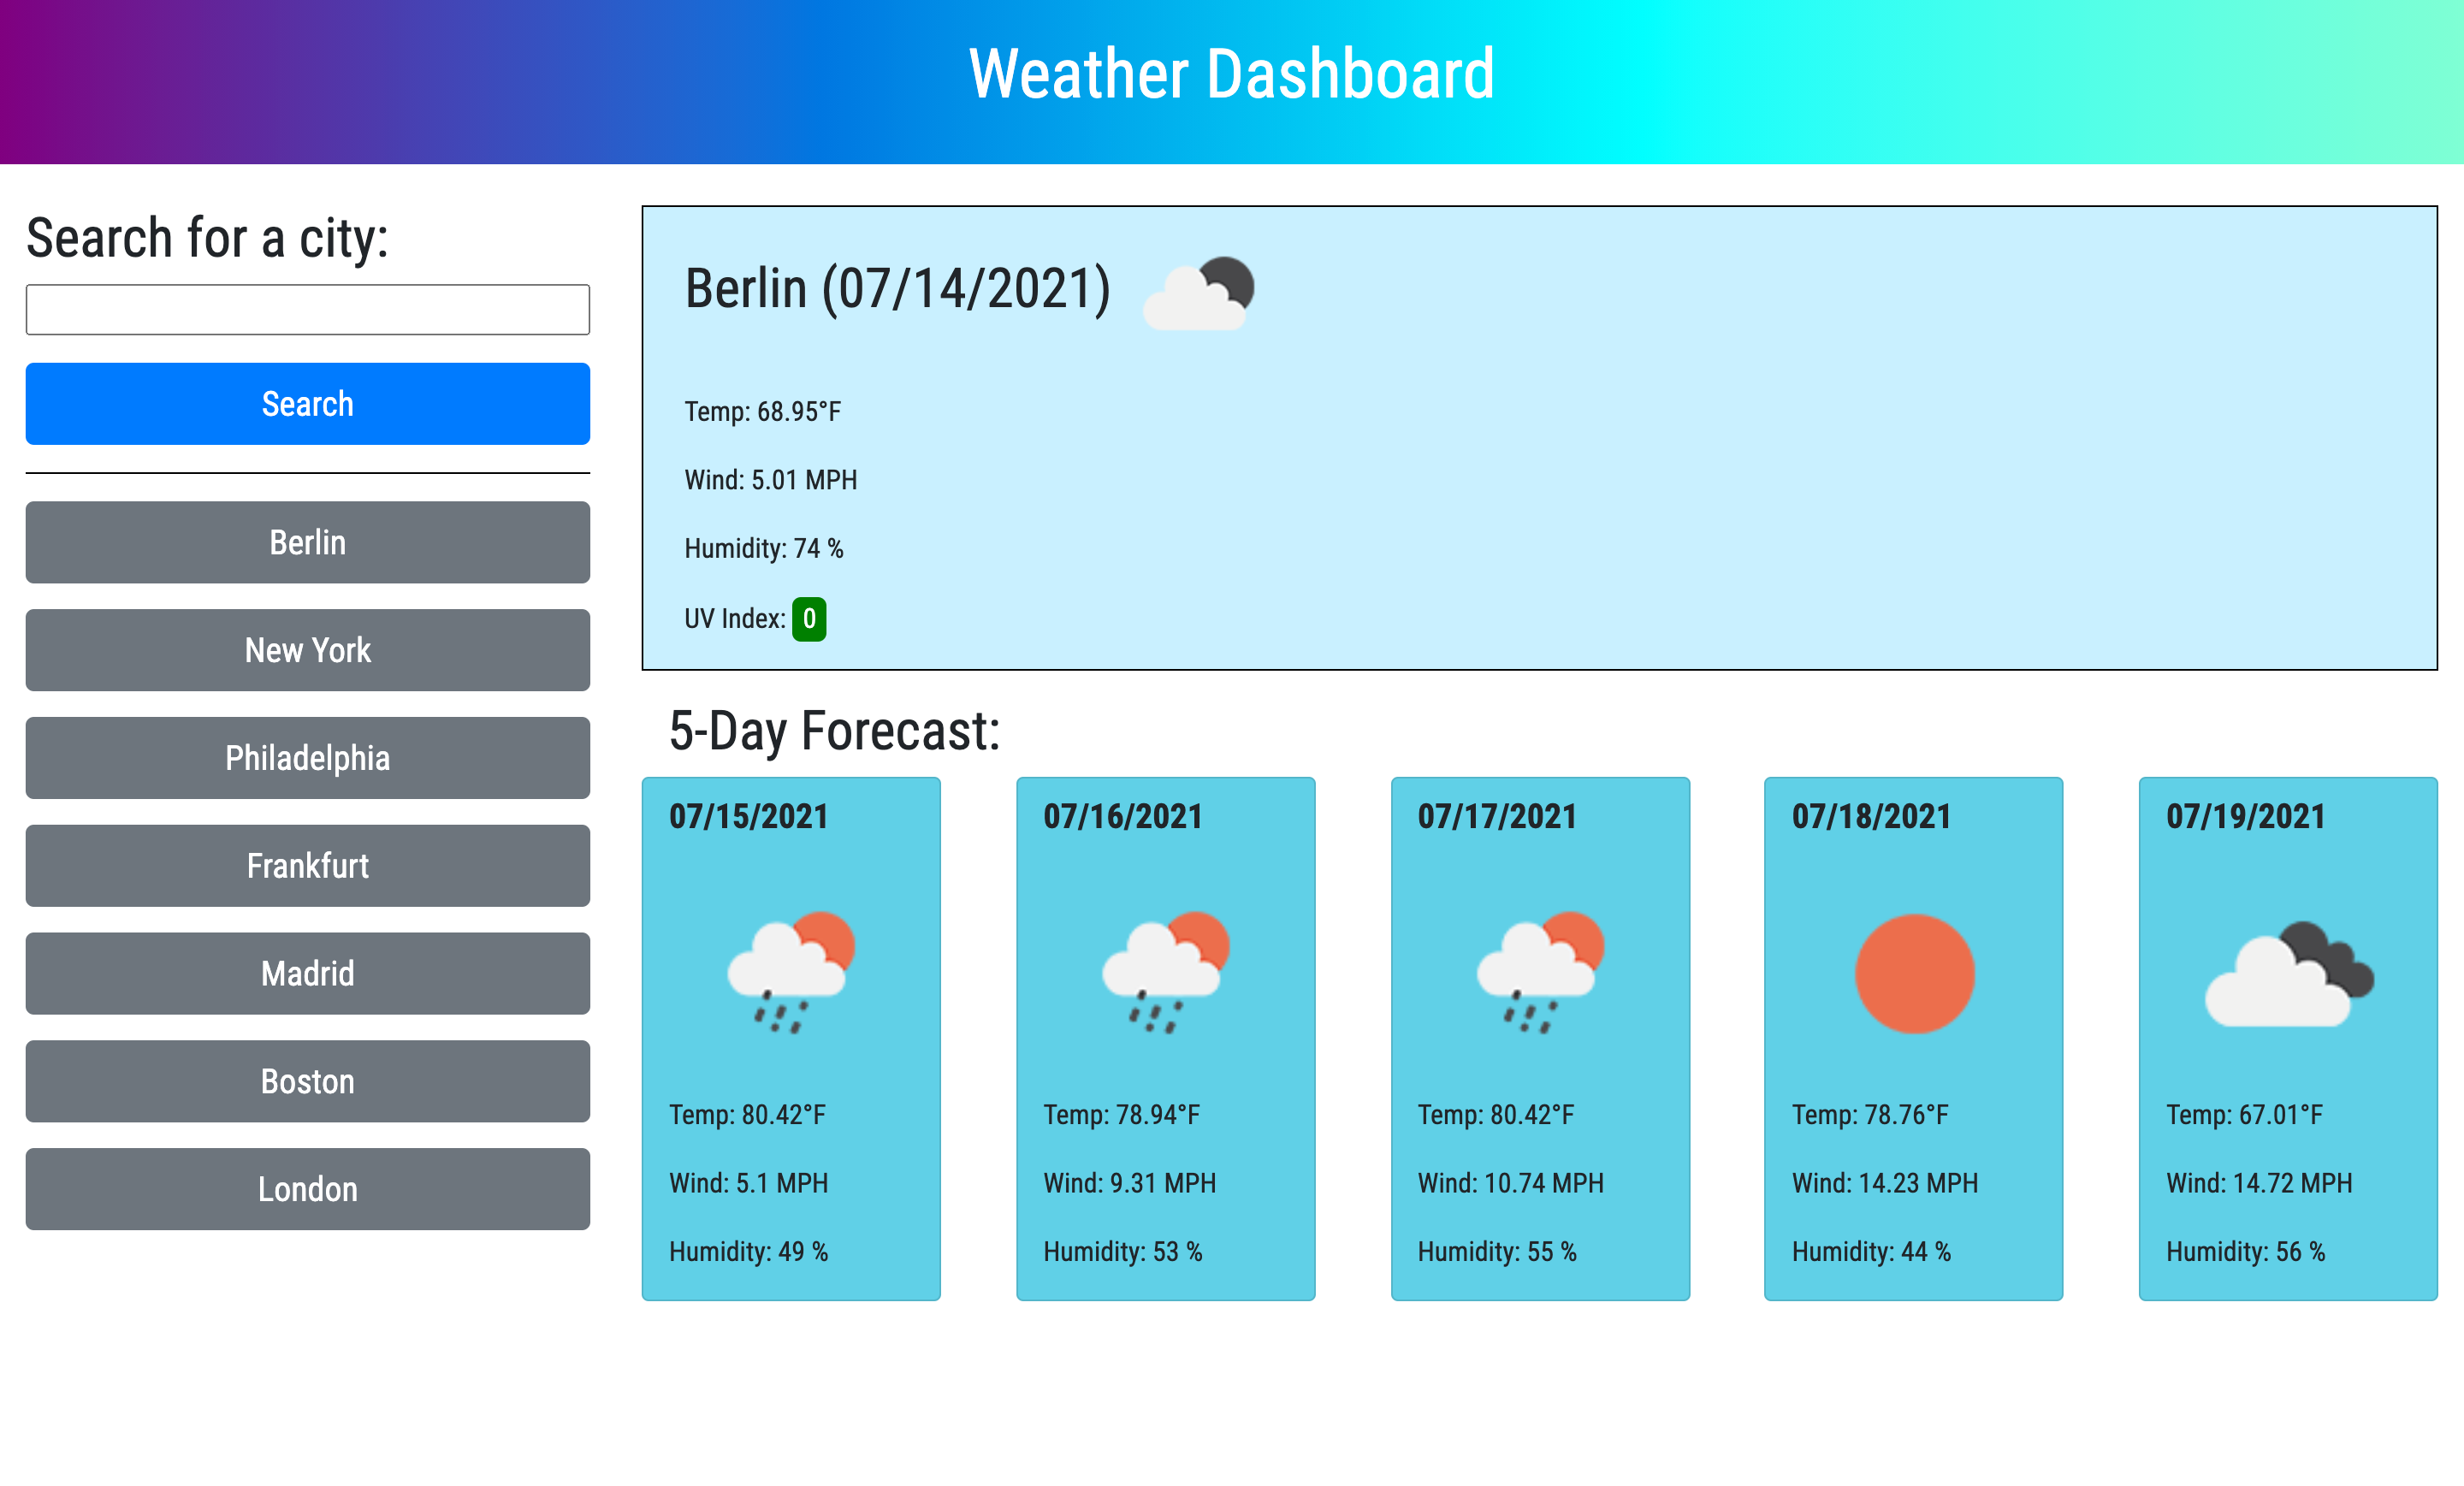 Weather Dashboard
Search for a city:
Search
Berlin
New York
Philadelphia
Frankfurt
Madrid
Boston
London
Berlin (07/14/2021)
Temp: 68.95°F
Wind: 5.01 MPH
Humidity: 74 %
UV Index: 0
5-Day Forecast:
07/15/2021
Temp: 80.42°F
Wind: 5.1 MPH
Humidity: 49 %
07/16/2021
Temp: 78.94°F
Wind: 9.31 MPH
Humidity: 53 %
07/17/2021
Temp: 80.42°F
Wind: 10.74 MPH
Humidity: 55 %
07/18/2021
Temp: 78.76°F
Wind: 14.23 MPH
Humidity: 44 %
07/19/2021
Temp: 67.01°F
Wind: 14.72 MPH
Humidity: 56 %